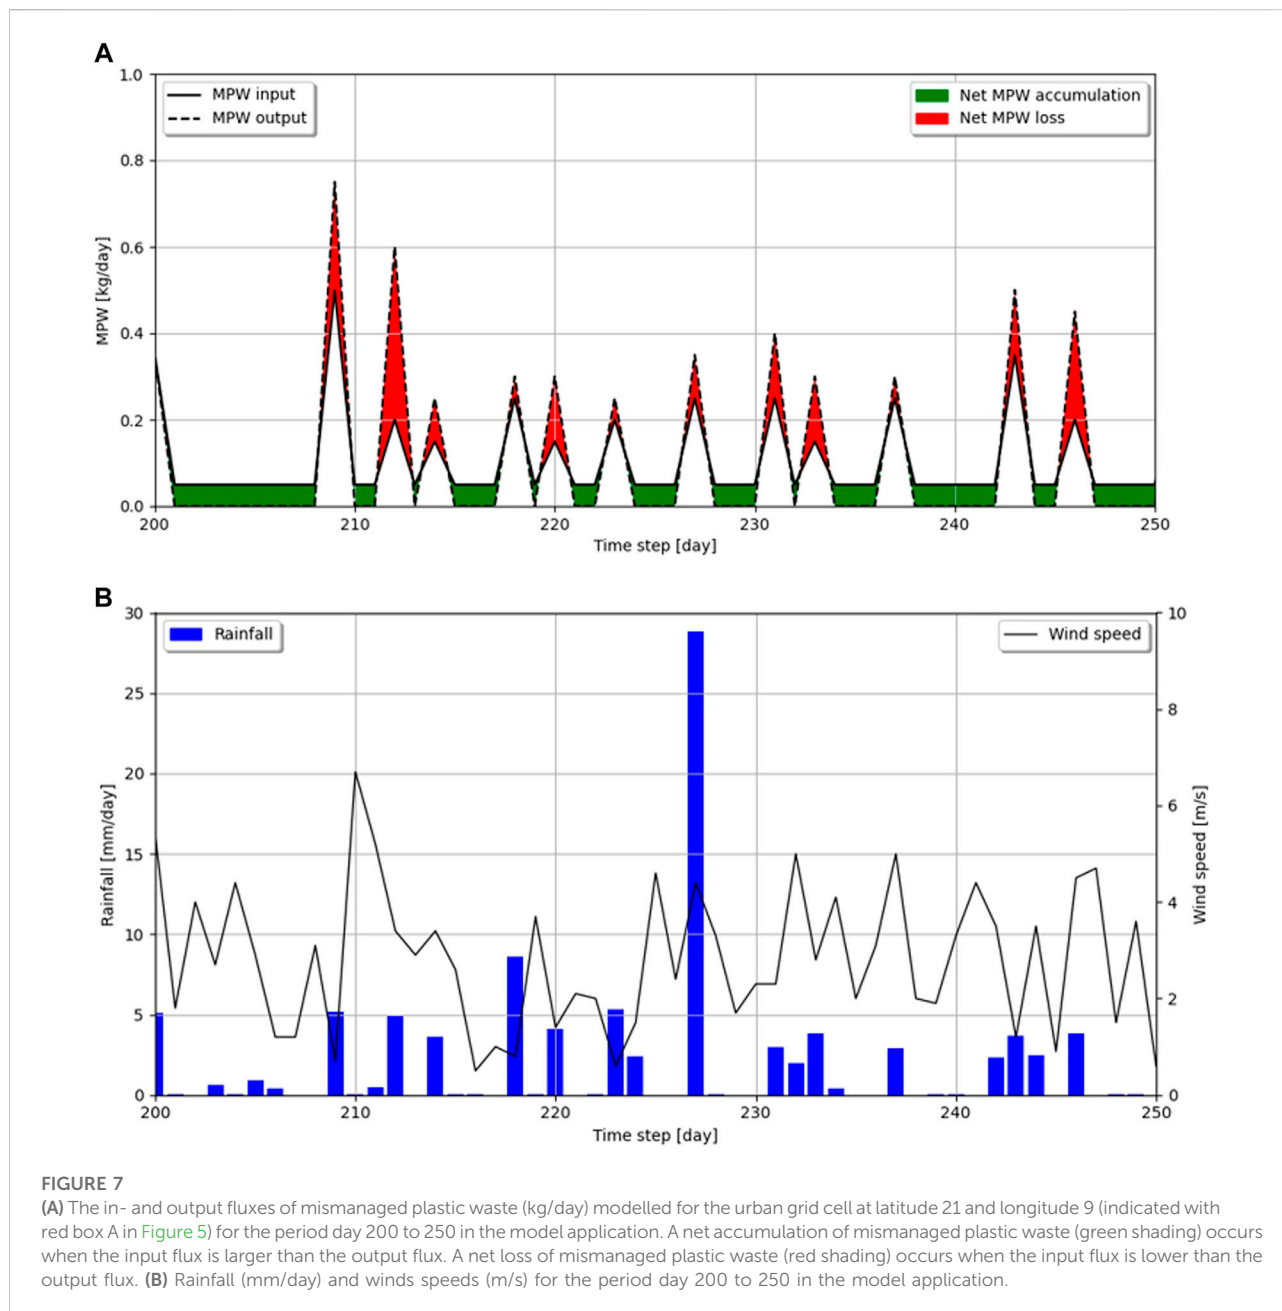 A
1.0
MPW input
MPW output
Net MPW accumulation
Net MPW loss
0.8
0.6
0.4
0.2
0.0
MPW [kg/day]
200 210 220 230 240 250
Time step [day]
B
30
10
Rainfall
Wind speed
25
8
20
6
15
4
10
2
5
0
0
Rainfall [mm/day]
Wind speed [m/s]
200 210 220 230 240 250
Time step [day]
FIGURE 7
(A) The in- and output fluxes of mismanaged plastic waste (kg/day) modelled for the urban grid cell at latitude 21 and longitude 9 (indicated with
red box A in Figure 5) for the period day 200 to 250 in the model application. A net accumulation of mismanaged plastic waste (green shading) occurs
when the input flux is larger than the output flux. A net loss of mismanaged plastic waste (red shading) occurs when the input flux is lower than the
output flux. (B) Rainfall (mm/day) and winds speeds (m/s) for the period day 200 to 250 in the model application.